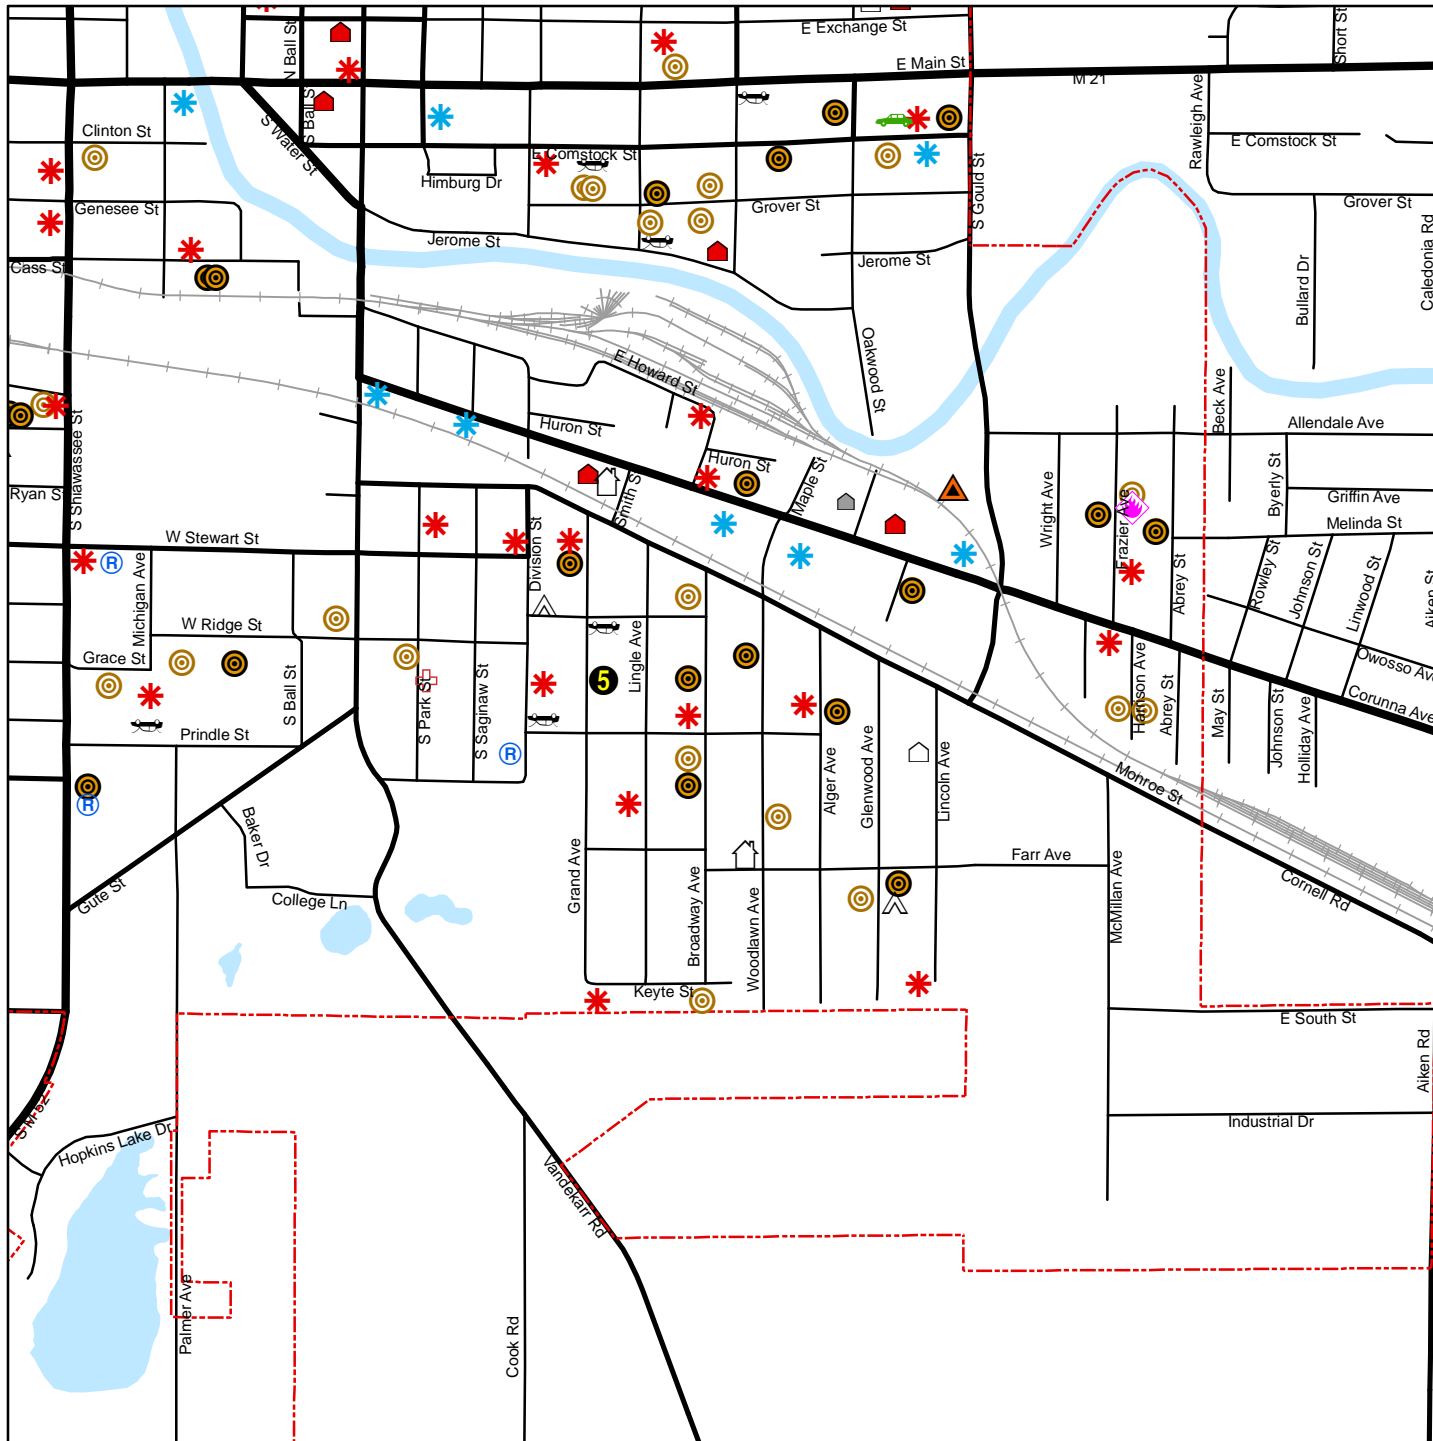 E Exchange St
Short St
N Ball St
E Main St
M 21
S Ball S
Rawleigh Ave
Clinton St
S Water St
E Comstock St
E Comstock St
Himburg Dr
S Gould St
Genesee St
Grover St
Grover St
Jerome St
Jerome St
Caledonia Rd
Cass St
Bullard Dr
E Howard St
Oakwood St
Beck Ave
S Shiawassee St
Huron St
Allendale Ave
Huron St
Maple St
Byerly St
Ryan St
Smith S
Wright Ave
Griffin Ave
Frazier Ave
Melinda St
W Stewart St
Division St
R
Michigan Ave
Abrey St
Rowley St
Johnson St
Linwood St
Aiken St
W Ridge St
Grace St
Lingle Ave
5
Owosso Ave
Corunna Ave
S Ball St
S Park St
S Saginaw St
Harrison Ave
Abrey St
May St
Johnson St
Holliday Ave
Prindle St
R
Alger Ave
Glenwood Ave
Lincoln Ave
Monroe St
R
Baker Dr
Farr Ave
Grand Ave
Gute St
College Ln
Broadway Ave
Woodlawn Ave
McMillan Ave
Cornell Rd
Keyte St
E South St
S M 52
Aiken Rd
Hopkins Lake Dr
Industrial Dr
Vandekarr Rd
Palmer Ave
Cook Rd